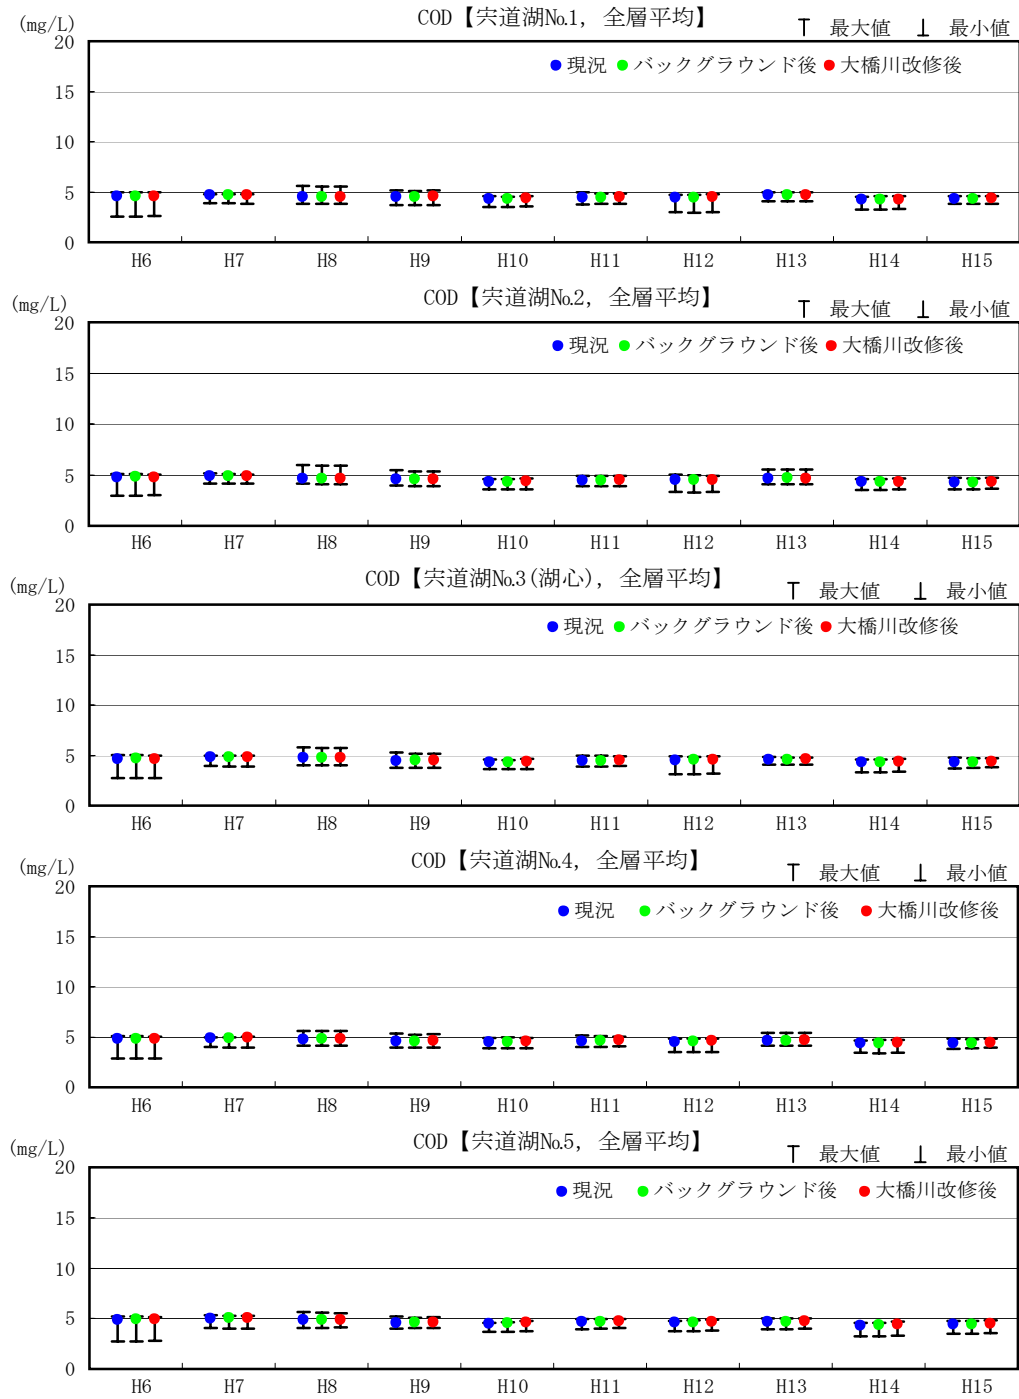 COD【宍道湖No.1, 全層平均】
(mg/L)
最大値 最小値
20
現況 バックグラウンド後 大橋川改修後
15
10
5
0
H6 H7 H8 H9 H10 H11 H12 H13 H14 H15
COD【宍道湖No.2, 全層平均】
(mg/L)
最大値 最小値
20
現況 バックグラウンド後 大橋川改修後
15
10
5
0
H6 H7 H8 H9 H10 H11 H12 H13 H14 H15
COD【宍道湖No.3(湖心), 全層平均】
(mg/L)
最大値 最小値
20
現況 バックグラウンド後 大橋川改修後
15
10
5
0
H6 H7 H8 H9 H10 H11 H12 H13 H14 H15
COD【宍道湖No.4, 全層平均】
(mg/L)
最大値 最小値
20
現況 バックグラウンド後 大橋川改修後
15
10
5
0
H6 H7 H8 H9 H10 H11 H12 H13 H14 H15
COD【宍道湖No.5, 全層平均】
(mg/L)
最大値 最小値
20
現況 バックグラウンド後 大橋川改修後
15
10
5
0
H6 H7 H8 H9 H10 H11 H12 H13 H14 H15